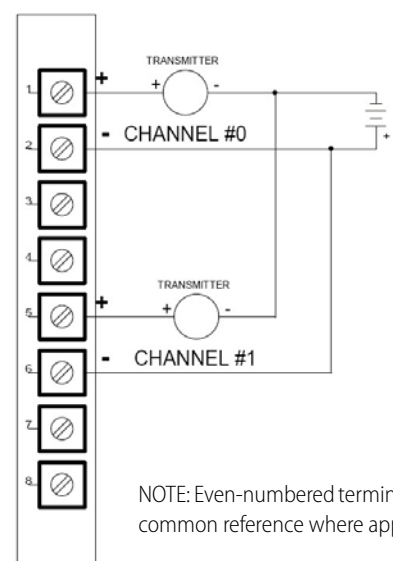 TRANSMITTER
1 + + -
2 - CHANNEL #0 +
3
4
TRANSMITTER
5 + + -
6 - CHANNEL #1
7
8
NOTE: Even-numbered
common reference where